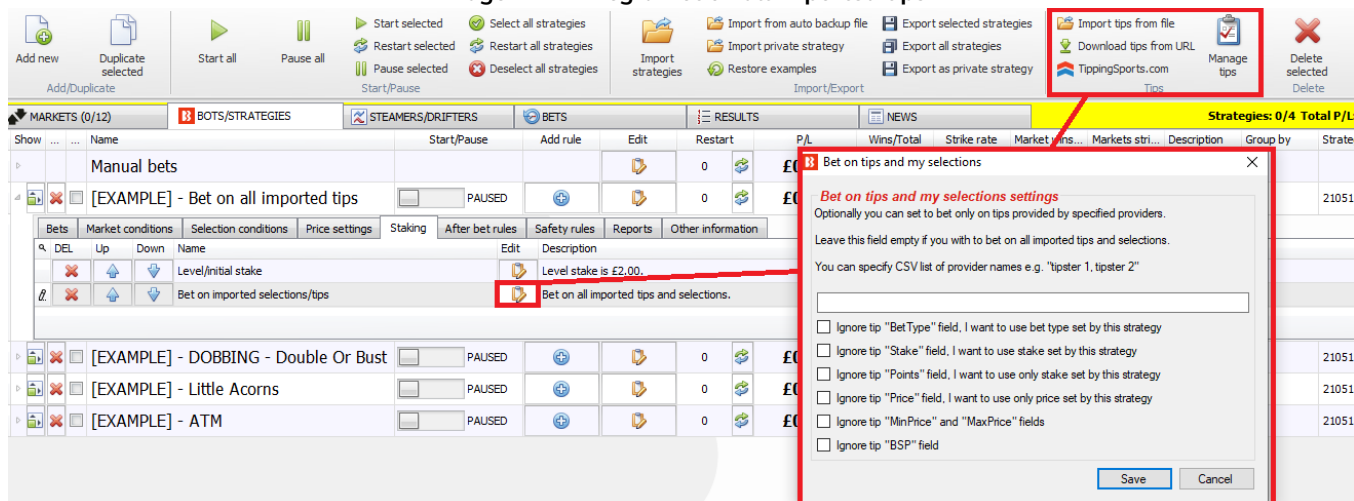 Start selected
Select all strategies
Import from auto backup file
Export selected strategies
Import tips from file
Restart selected
Restart all strategies
Import private strategy
Export all strategies
Download tips from URL
Add new
Duplicate selected
Start all
Pause all
Pause selected
Deselect all strategies
Import strategies
Restore examples
Export as private strategy
TippingSports.com
Manage tips
Delete selected
Add/Duplicate
Start/Pause
Import/Export
Tips
Delete
MARKETS (0/12)
BOTS/STRATEGIES
STEAMERS/DRIFTERS
BETS
RESULTS
NEWS
Strategies: 0/4 Total P/L:
Show ... ... Name Start/Pause Add rule Edit Restart P/L Wins/Total Strike rate Market wins... Markets stri... Description Group by Strate
Manual bets 0 £0
[EXAMPLE] - Bet on all imported tips PAUSED 0 £0 21051
Bets Market conditions Selection conditions Price settings Staking After bet rules Safety rules Reports Other information
DEL Up Down Name Edit Description
Level/initial stake Level stake is £2.00.
Bet on imported selections/tips Bet on all imported tips and selections.
[EXAMPLE] - DOBBING - Double Or Bust PAUSED 0 £0 21051
[EXAMPLE] - Little Acorns PAUSED 0 £0 21051
[EXAMPLE] - ATM PAUSED 0 £0 21051
Bet on tips and my selections
Bet on tips and my selections settings
Optionally you can set to bet only on tips provided by specified providers.
Leave this field empty if you with to bet on all imported tips and selections.
You can specify CSV list of provider names e.g. "tipster 1, tipster 2"
Ignore tip "BetType" field, I want to use bet type set by this strategy
Ignore tip "Stake" field, I want to use stake set by this strategy
Ignore tip "Points" field, I want to use only stake set by this strategy
Ignore tip "Price" field, I want to use only price set by this strategy
Ignore tip "MinPrice" and "MaxPrice" fields
Ignore tip "BSP" field
Save
Cancel